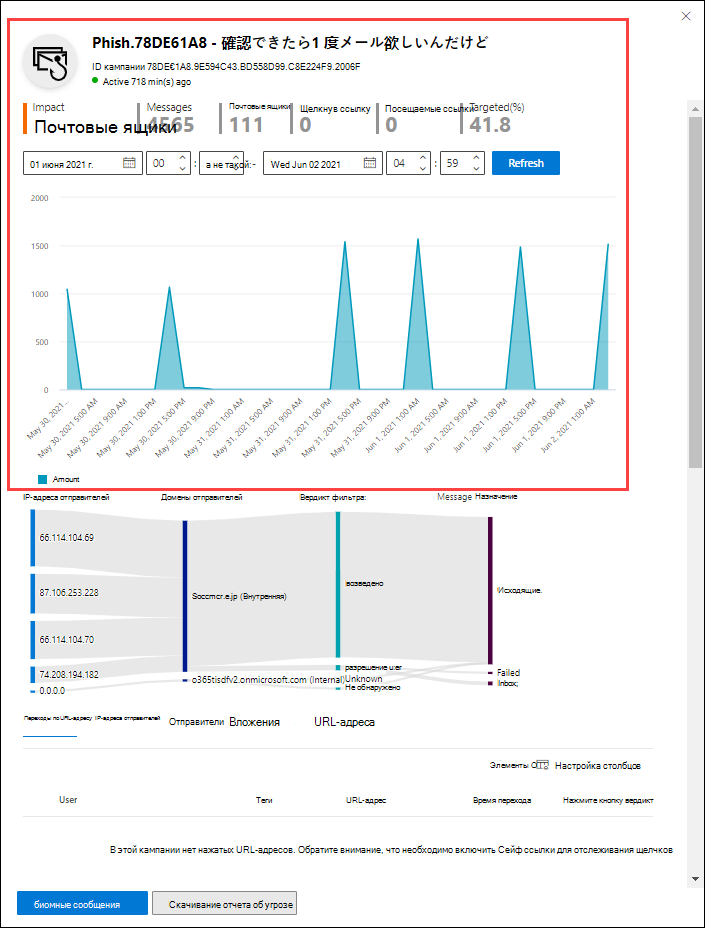 Phish.78DE61A8 - 確認できたら1 度メール欲しいんだけど
ID кампании 78DE€1A8.9E594C43.BD558D99.C8E224F9.2006F
Active 718 min(s) ago
Impact Messages Почтовые ящики Щелкнув ссылку Посещаемые ссылки Targeted(%)
Почтовые ящики 4565 111 0 0 41.8
01 июня 2021 г. 00 : а не такой:- Wed Jun 02 2021 04 : 59 Refresh
2000
1500
1000
500
0
May 30, 2021...
May 30, 2021 5:00 AM
May 30, 2021 9:00 AM
May 30, 2021 1:00 PM
May 30, 2021 5:00 PM
May 30, 2021 9:00 PM
May 31, 2021 1:00 AM
May 31, 2021 5:00 AM
May 31, 2021 9:00 AM
May 31, 2021 1:00 PM
May 31, 2021 5:00 PM
May 31, 2021 9:00 PM
Jun 1, 2021 1:00 AM
Jun 1, 2021 5:00 AM
Jun 1, 2021 9:00 AM
Jun 1, 2021 1:00 PM
Jun 1, 2021 5:00 PM
Jun 1, 2021 9:00 PM
Jun 2, 2021 1:00 AM
Amount
IP-адреса отправителей Домены отправителей Вердикт фильтра: Message Назначение
66.114.104.69
87.106.253.228
66.114.104.70
74.208.194.182
0.0.0.0
Soccmcr.e.jp (Внутренняя)
o365tisdfv2.onmicrosoft.com (Internal)
возведено
разрешение u:er
Unknown
Не обнаружено
Исходящие.
Failed
Inbox;
Переходы по URL-адресу IP-адреса отправителей Отправители Вложения URL-адреса
Элементы Настройка столбцов
User Теги URL-адрес Время перехода Нажмите кнопку вердикт
В этой кампании нет нажатых URL-адресов. Обратите внимание, что необходимо включить Сейф ссылки для отслеживания щелчков
биомные сообщения Скачивание отчета об угрозе